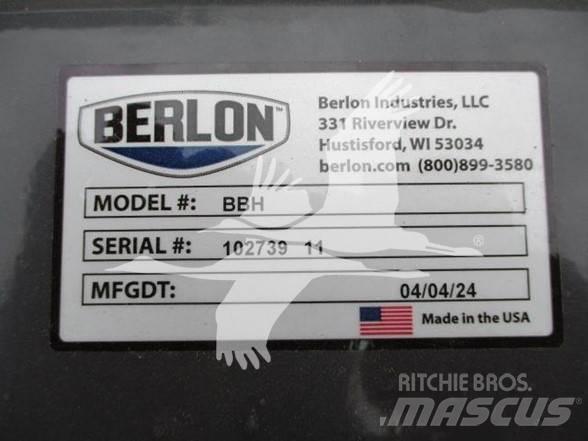 BERLON™
Berlon Industries, LLC
331 Riverview Dr.
Hustisford, WI 53034
berlon.com (800)899-3580
MODEL #: BBH
SERIAL #: 102739 11
MFGDT: 04/04/24
Made in the USA
®
RITCHIE BROS.
MASCUS